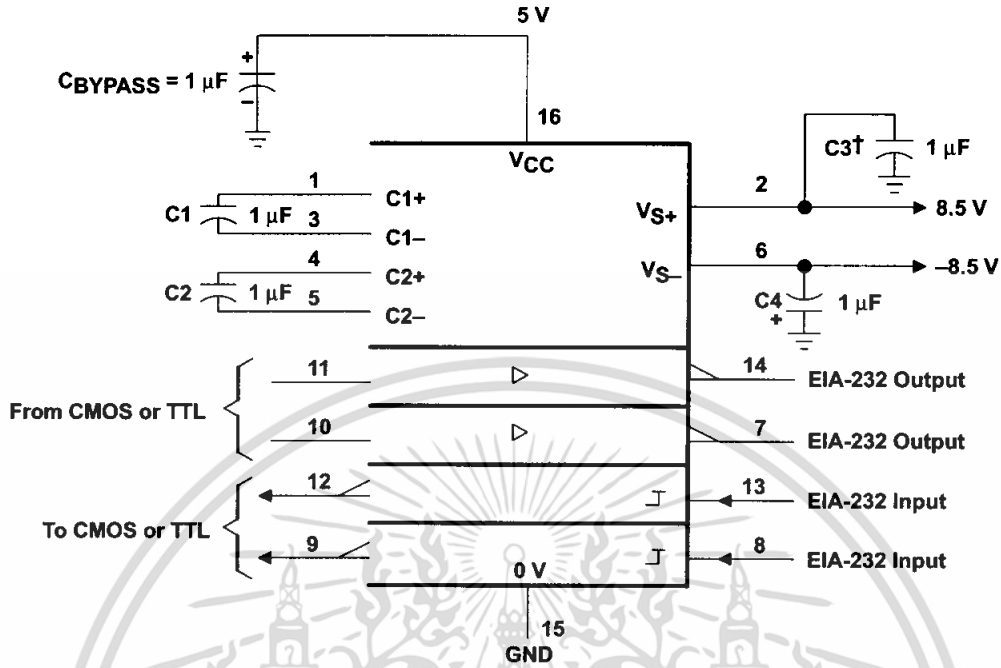 5 V
CBYPASS = 1 µF
+
–
16
VCC
C3†
1 µF
1
C1+
C1
1 µF
3
C1–
2
VS+
8.5 V
4
C2+
C2
1 µF
5
C2–
6
VS–
–8.5 V
C4
+
1 µF
From CMOS or TTL
11
14
EIA-232 Output
10
7
EIA-232 Output
To CMOS or TTL
12
13
EIA-232 Input
9
8
EIA-232 Input
0 V
15
GND